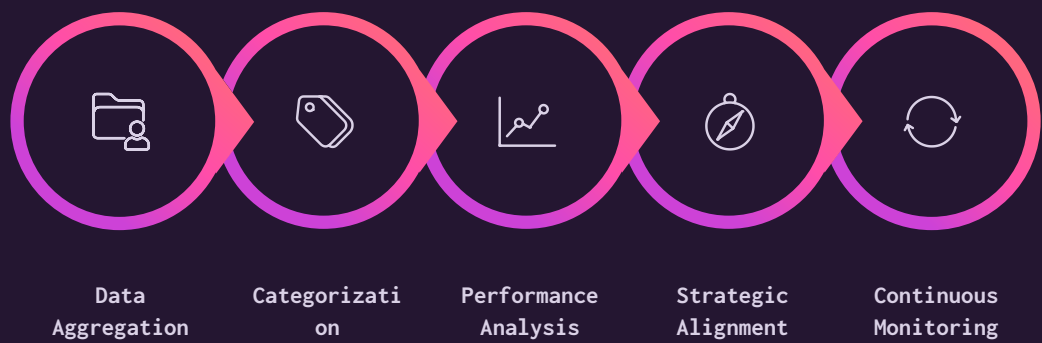 Data
Aggregation
Categorizati
on
Performance
Analysis
Strategic
Alignment
Continuous
Monitoring